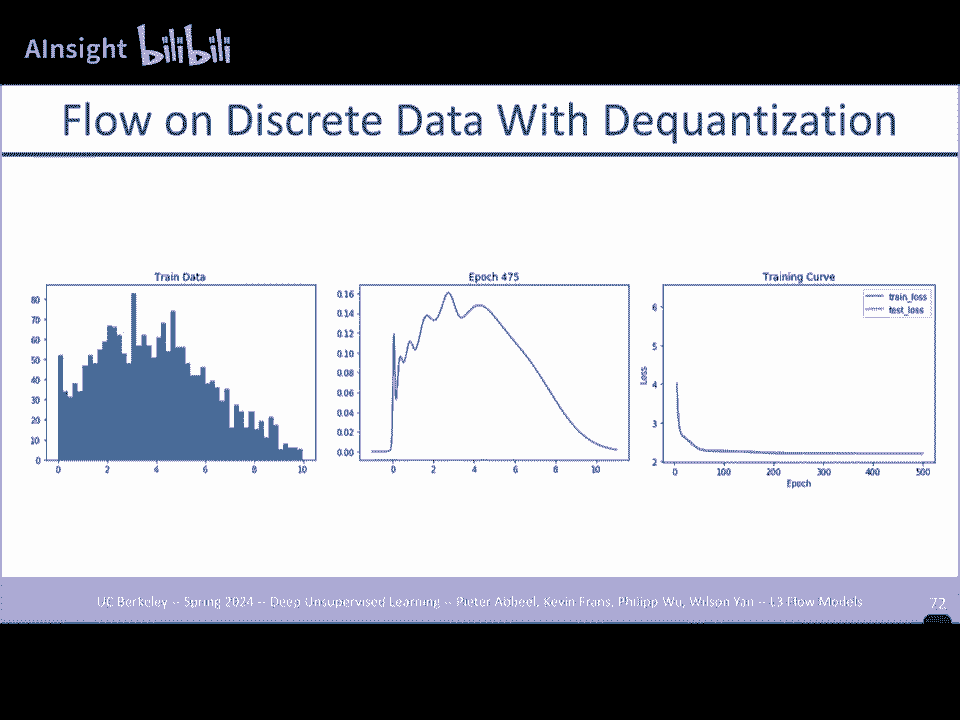 AInsight bilibili
Flow on Discrete Data With Dequantization
Train Data
80
70
60
50
40
30
20
10
0
0 2 4 6 8 10
Epoch 475
0.16
0.14
0.12
0.10
0.08
0.06
0.04
0.02
0.00
0 2 4 6 8 10
Training Curve
train_loss
test_loss
Loss
6
5
4
3
2
0 100 200 300 400 500
Epoch
UC Berkeley -- Spring 2024 -- Deep Unsupervised Learning -- Pieter Abbeel, Kevin Frans, Philipp Wu, Wilson Yan -- L3 Flow Models
72